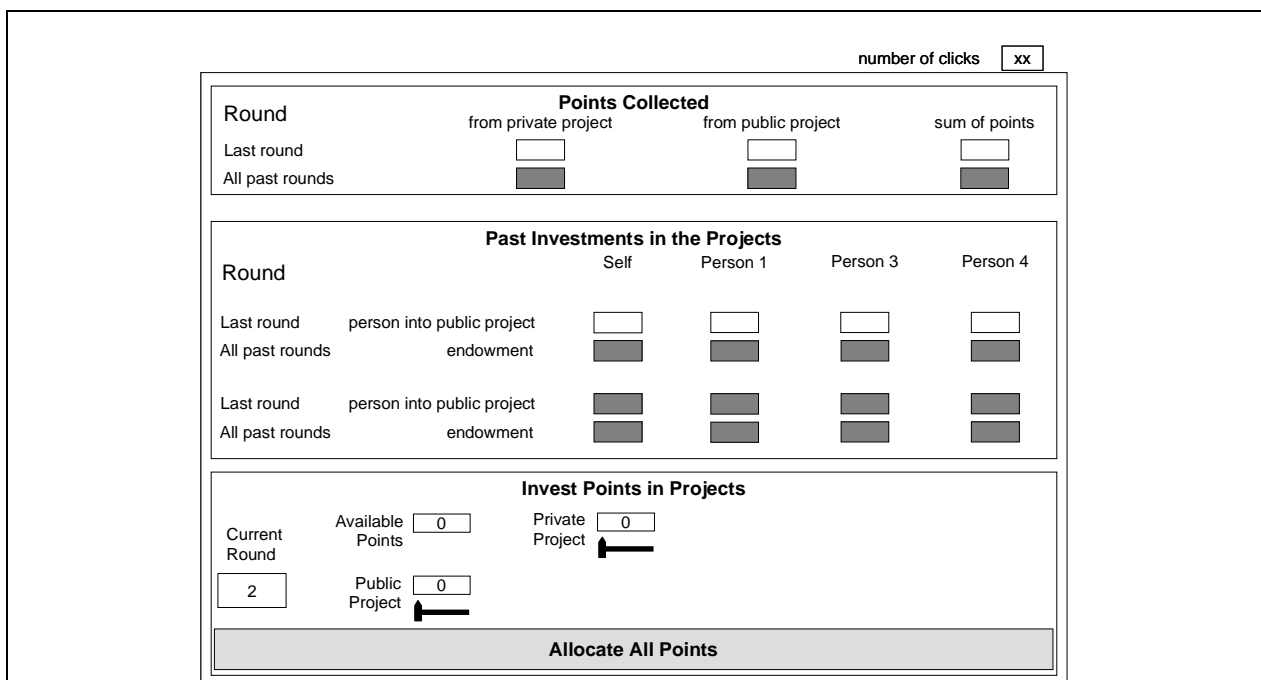 number of clicks xx
Points Collected
Round
from private project from public project sum of points
Last round
All past rounds
Past Investments in the Projects
Round Self Person 1 Person 3 Person 4
Last round person into public project
All past rounds endowment
Last round person into public project
All past rounds endowment
Invest Points in Projects
Available Points 0
Private Project 0
Current Round
2
Public Project 0
Allocate All Points